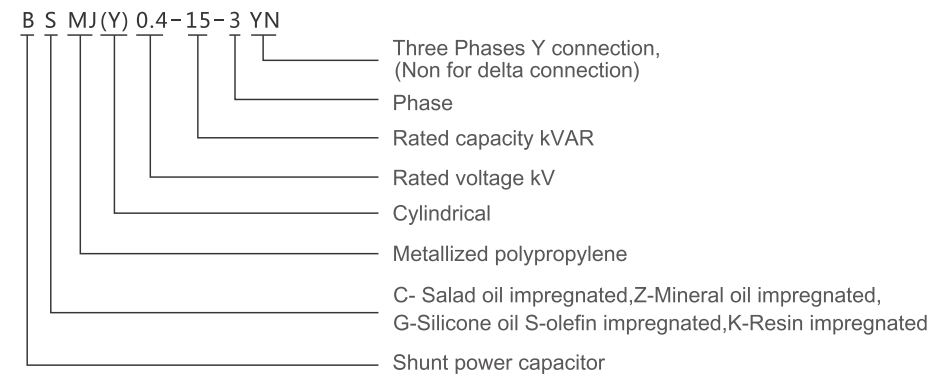 B S MJ(Y) 0.4-15-3 YN
Three Phases Y connection,
(Non for delta connection)
Phase
Rated capacity kVAR
Rated voltage kV
Cylindrical
Metallized polypropylene
C- Salad oil impregnated,Z-Mineral oil impregnated,
G-Silicone oil S-olefin impregnated,K-Resin impregnated
Shunt power capacitor